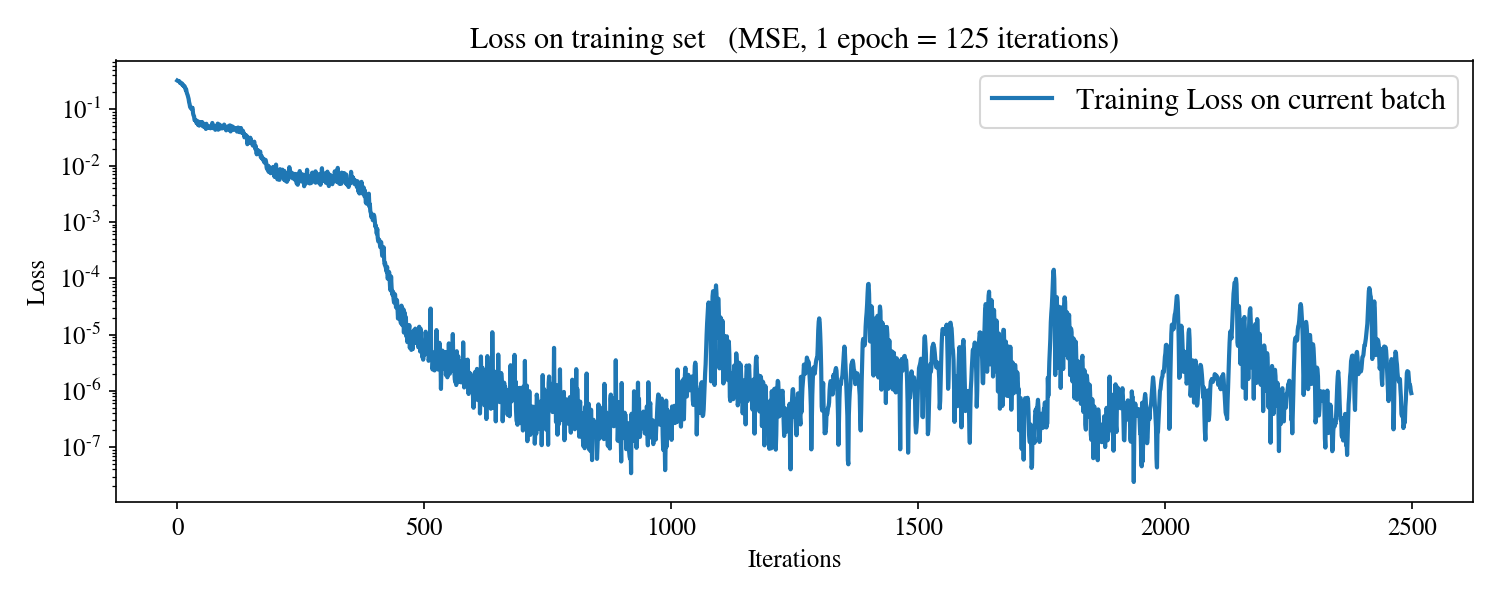 Loss on training set (MSE, 1 epoch = 125 iterations)
Training Loss on current batch
Loss
10^-1
10^-2
10^-3
10^-4
10^-5
10^-6
10^-7
0 500 1000 1500 2000 2500
Iterations